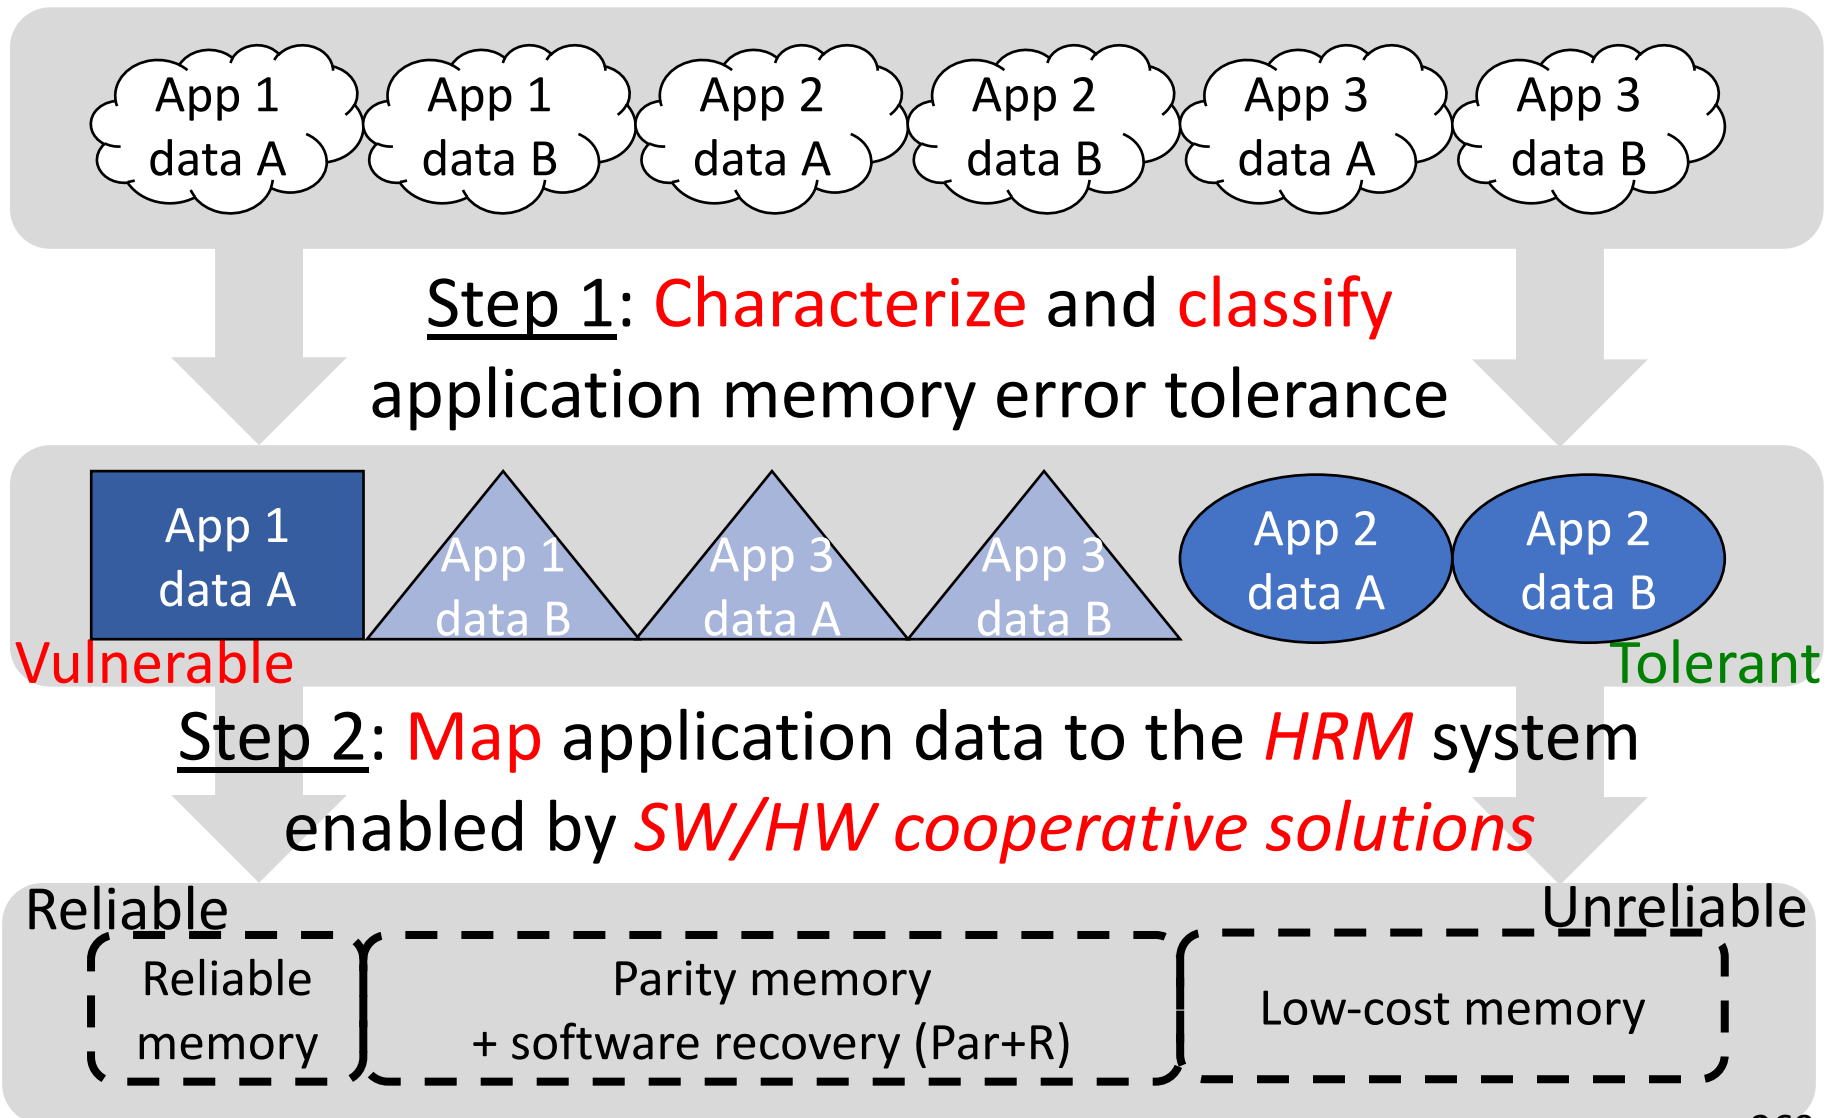 App 1
data A
App 1
data B
App 2
data A
App 2
data B
App 3
data A
App 3
data B
Step 1: Characterize and classify
application memory error tolerance
App 1
data A
App 1
data B
App 3
data A
App 3
data B
App 2
data A
App 2
data B
Vulnerable
Tolerant
Step 2: Map application data to the HRM system
enabled by SW/HW cooperative solutions
Reliable
Unreliable
Reliable
memory
Parity memory
+ software recovery (Par+R)
Low-cost memory